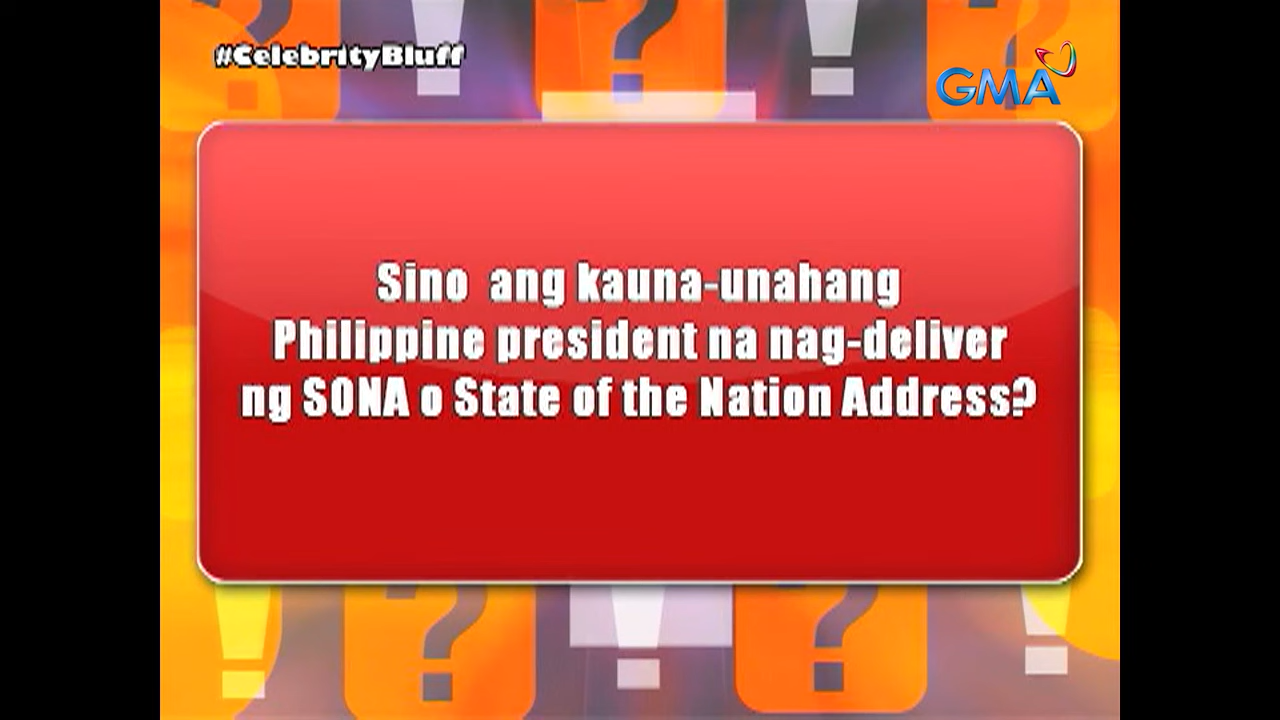 #CelebrityBluff
GMA
Sino ang kauna-unahang
Philippine president na nag-deliver
ng SONA o State of the Nation Address?